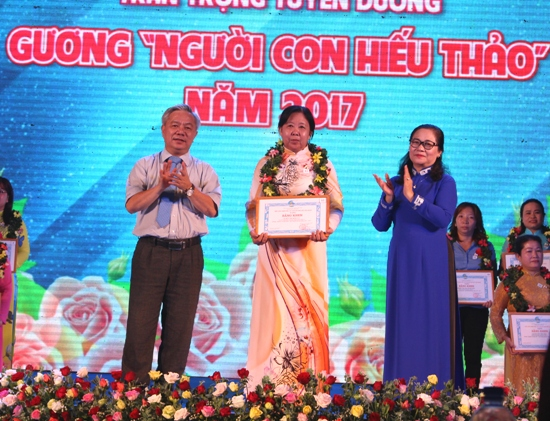 TRÂN TRỌNG TUYÊN DƯƠNG
GƯƠNG “NGƯỜI CON HIẾU THẢO”
NĂM 2017